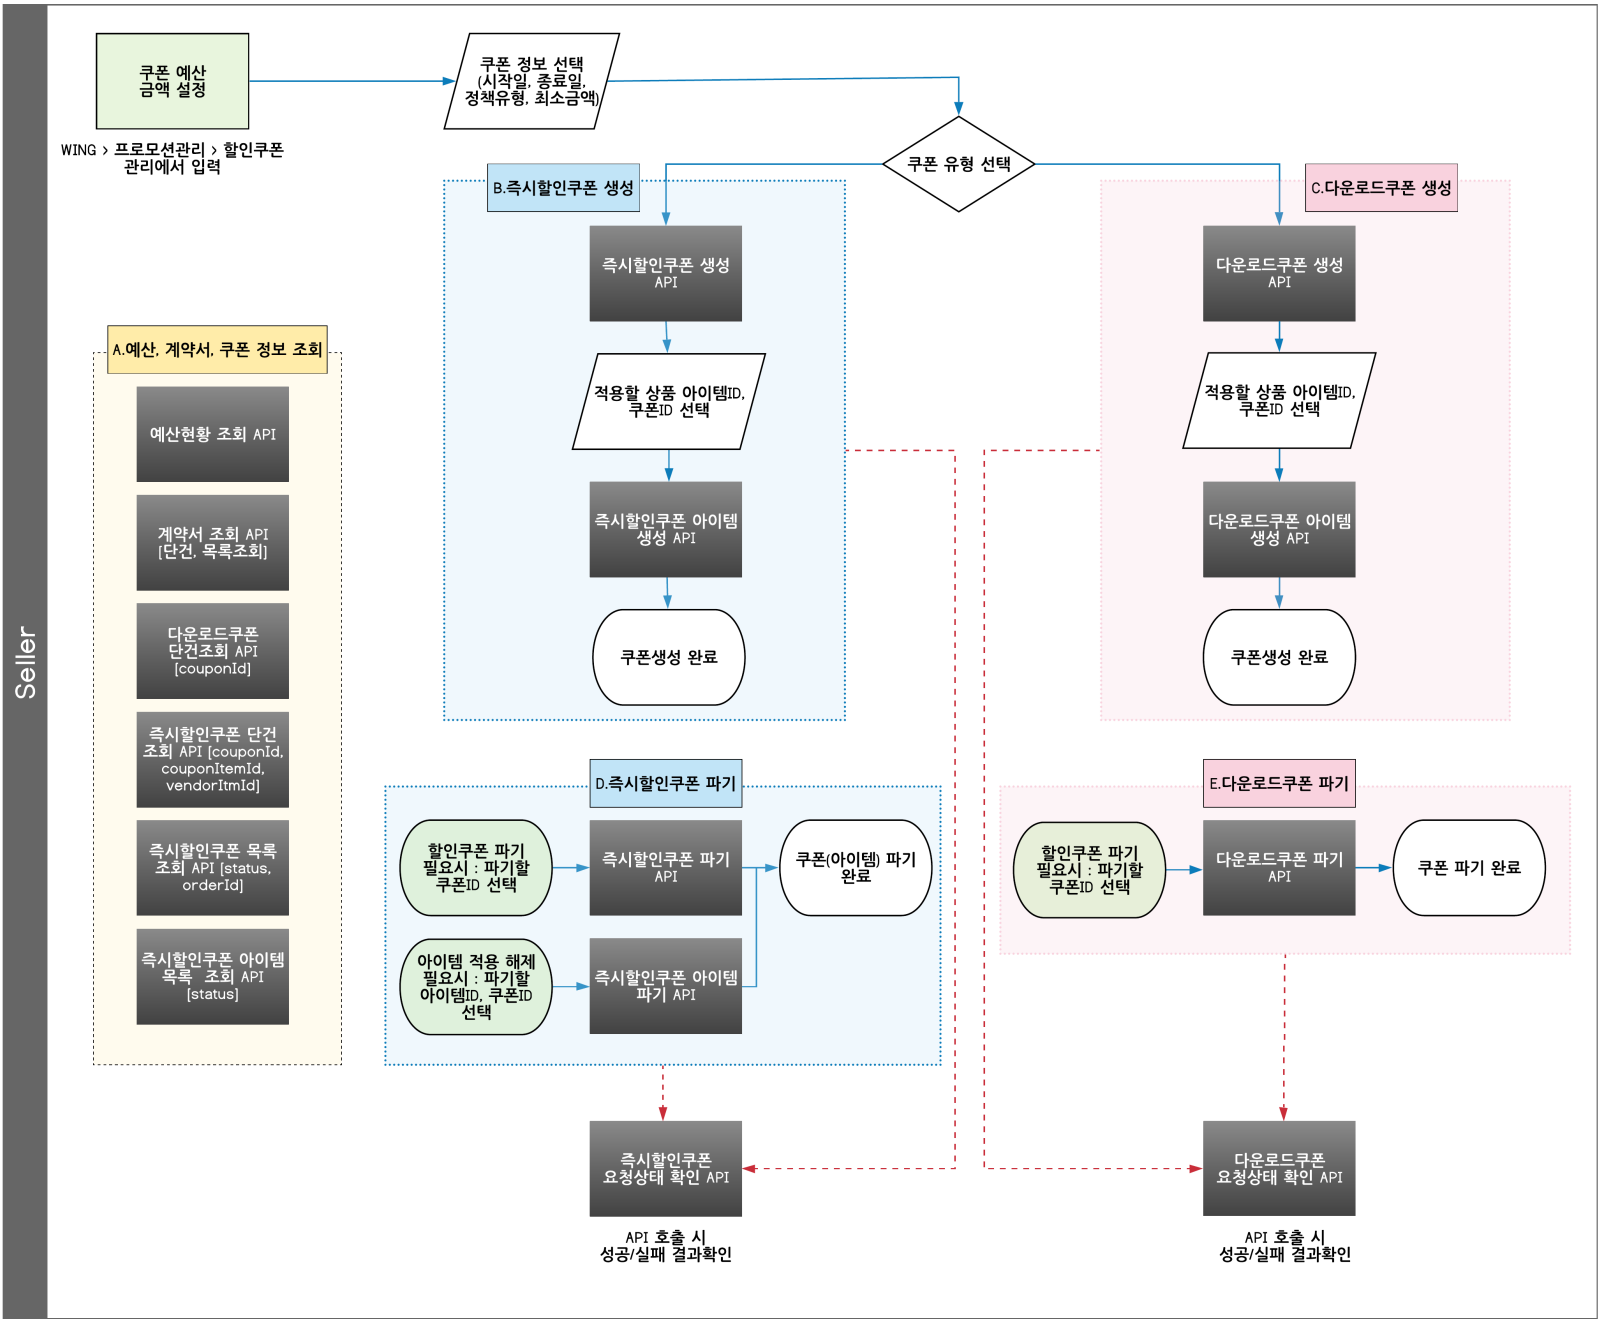 Seller
쿠폰 예산
금액 설정
WING > 프로모션관리 > 할인쿠폰
관리에서 입력
쿠폰 정보 선택
(시작일, 종료일,
정책유형, 최소금액)
쿠폰 유형 선택
A.예산, 계약서, 쿠폰 정보 조회
예산현황 조회 API
계약서 조회 API
[단건, 목록조회]
다운로드쿠폰
단건조회 API
[couponId]
즉시할인쿠폰 단건
조회 API [couponId,
couponItemId,
vendorItmId]
즉시할인쿠폰 목록
조회 API [status,
orderId]
즉시할인쿠폰 아이템
목록 조회 API
[status]
B.즉시할인쿠폰 생성
즉시할인쿠폰 생성
API
적용할 상품 아이템ID,
쿠폰ID 선택
즉시할인쿠폰 아이템
생성 API
쿠폰생성 완료
C.다운로드쿠폰 생성
다운로드쿠폰 생성
API
적용할 상품 아이템ID,
쿠폰ID 선택
다운로드쿠폰 아이템
생성 API
쿠폰생성 완료
D.즉시할인쿠폰 파기
할인쿠폰 파기
필요시 : 파기할
쿠폰ID 선택
즉시할인쿠폰 파기
API
쿠폰(아이템) 파기
완료
아이템 적용 해제
필요시 : 파기할
아이템ID, 쿠폰ID
선택
즉시할인쿠폰 아이템
파기 API
E.다운로드쿠폰 파기
할인쿠폰 파기
필요시 : 파기할
쿠폰ID 선택
다운로드쿠폰 파기
API
쿠폰 파기 완료
즉시할인쿠폰
요청상태 확인 API
API 호출 시
성공/실패 결과확인
다운로드쿠폰
요청상태 확인 API
API 호출 시
성공/실패 결과확인